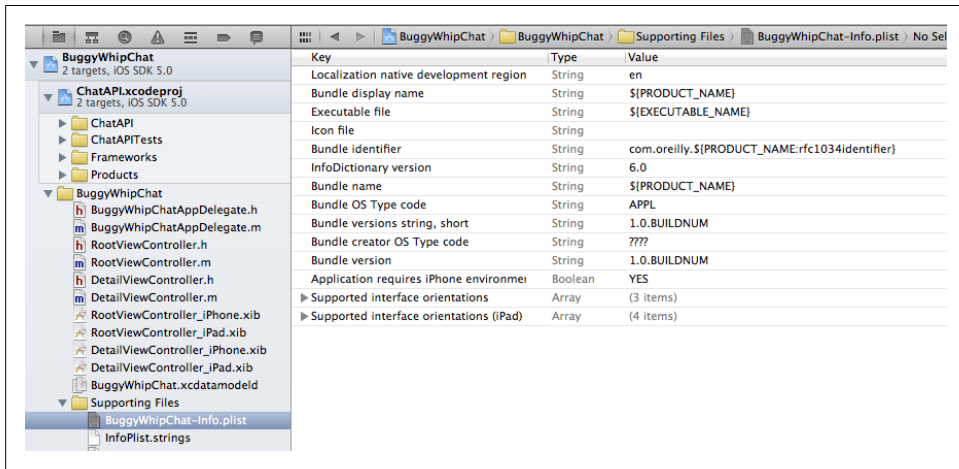 BuggyWhipChat
2 targets, iOS SDK 5.0
ChatAPI.xcodeproj
2 targets, iOS SDK 5.0
ChatAPI
ChatAPITests
Frameworks
Products
BuggyWhipChat
h BuggyWhipChatAppDelegate.h
m BuggyWhipChatAppDelegate.m
h RootViewController.h
m RootViewController.m
h DetailViewController.h
m DetailViewController.m
RootViewController_iPhone.xib
RootViewController_iPad.xib
DetailViewController_iPhone.xib
DetailViewController_iPad.xib
BuggyWhipChat.xcdatamodeld
Supporting Files
BuggyWhipChat-Info.plist
InfoPlist.strings
BuggyWhipChat BuggyWhipChat Supporting Files BuggyWhipChat-Info.plist No Sel
Key Type Value
Localization native development region String en
Bundle display name String ${PRODUCT_NAME}
Executable file String ${EXECUTABLE_NAME}
Icon file String
Bundle identifier String com.oreilly.${PRODUCT_NAME:rfc1034identifier}
InfoDictionary version String 6.0
Bundle name String ${PRODUCT_NAME}
Bundle OS Type code String APPL
Bundle versions string, short String 1.0.BUILDNUM
Bundle creator OS Type code String ????
Bundle version String 1.0.BUILDNUM
Application requires iPhone environmen Boolean YES
Supported interface orientations Array (3 items)
Supported interface orientations (iPad) Array (4 items)